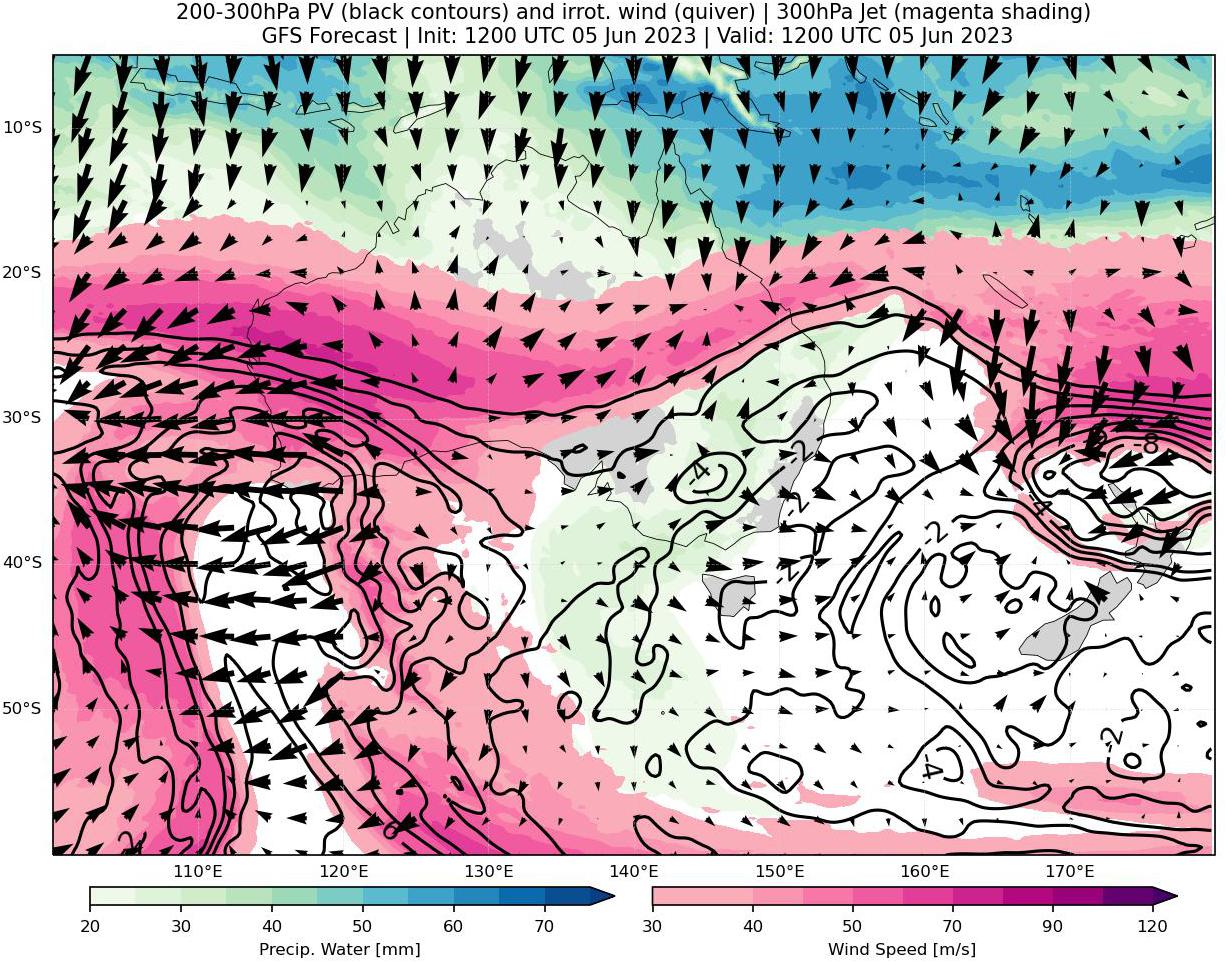 200-300hPa PV (black contours) and irrot. wind (quiver) | 300hPa Jet (magenta shading)
GFS Forecast | Init: 1200 UTC 05 Jun 2023 | Valid: 1200 UTC 05 Jun 2023
10°S
20°S
30°S
40°S
50°S
-8
-4
-2
-2
-4
-2
-2
-2
-4
110°E
120°E
130°E
140°E
150°E
160°E
170°E
20
30
40
50
60
70
30
40
50
70
90
120
Precip. Water [mm]
Wind Speed [m/s]